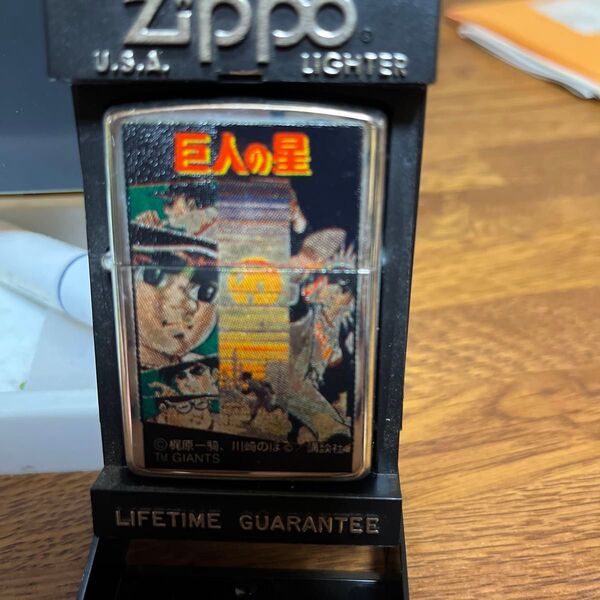 Zippo®
U.S.A. LIGHTER
巨人の星
©梶原一騎、川崎のぼる/講談社
TM GIANTS
LIFETIME GUARANTEE